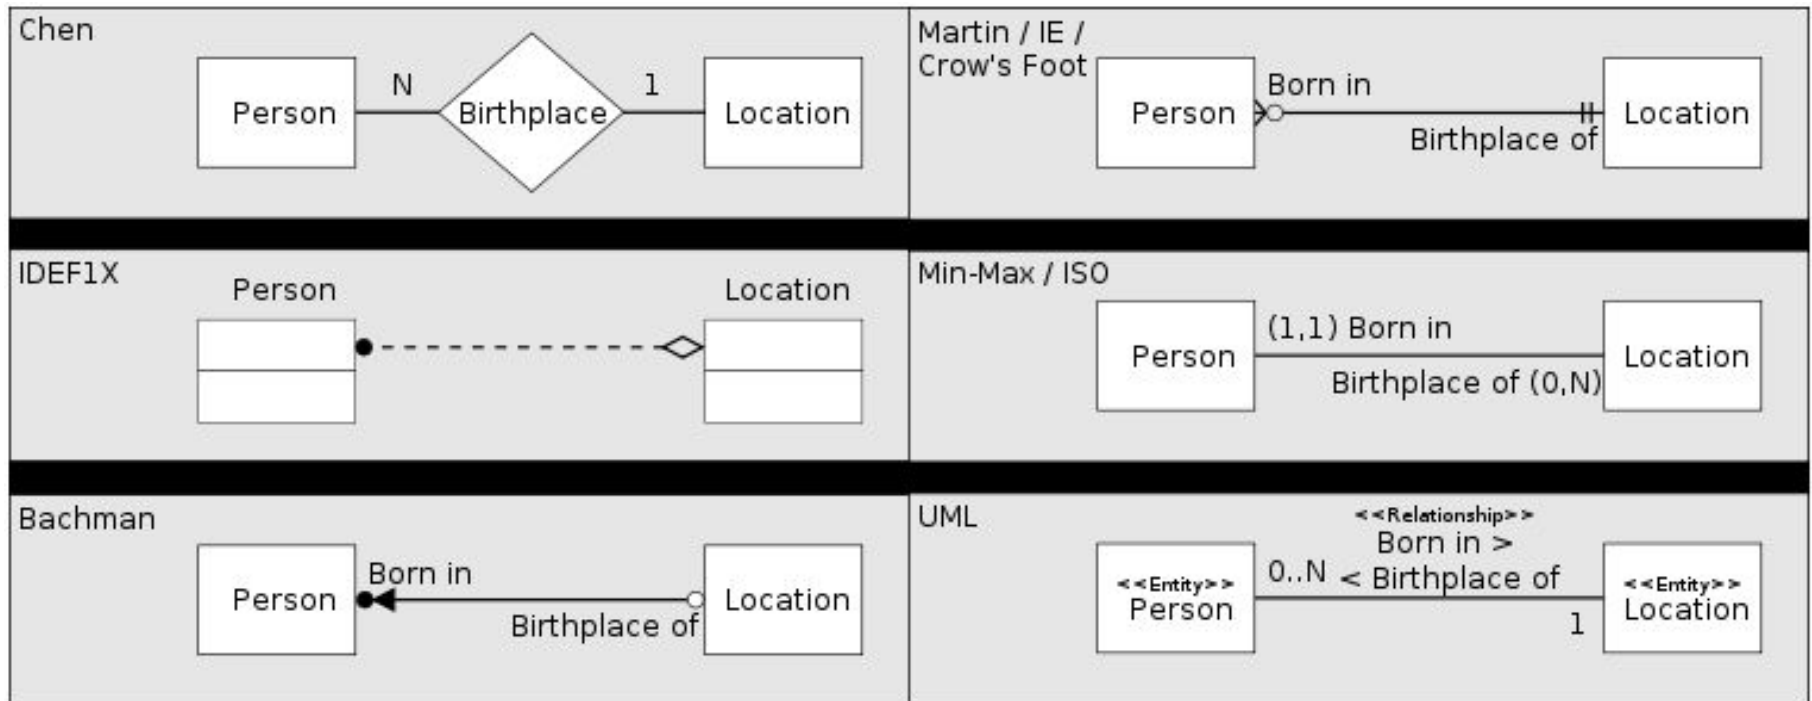 Chen
N
1
Person
Birthplace
Location
Martin / IE /
Crow's Foot
Born in
Person
Location
Birthplace of
IDEF1X
Person
Location
Min-Max / ISO
(1,1) Born in
Person
Location
Birthplace of (0,N)
Bachman
Born in
Person
Location
Birthplace of
UML
<<Relationship>>
Born in >
0..N < Birthplace of
<<Entity>>
Person
<<Entity>>
Location
1